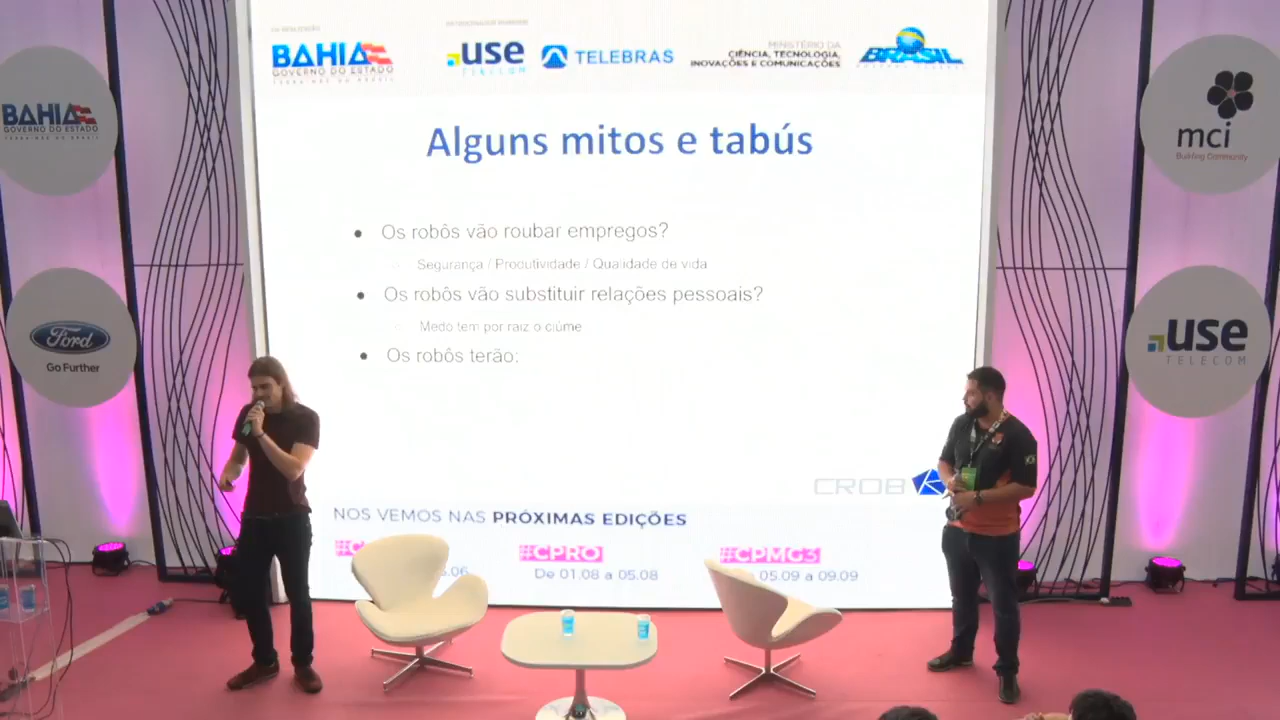 BAHIA
GOVERNO DO ESTADO
use
TELECOM
TELEBRAS
MINISTÉRIO DA
CIÊNCIA, TECNOLOGIA,
INOVAÇÕES E COMUNICAÇÕES
BRASIL
Alguns mitos e tabús
Os robôs vão roubar empregos?
Segurança / Procutividade / Qualidade de vida
Os robôs vão substituir relações pessoais?
Medo tem por raiz o ciúme
Os robôs terão:
CROB
NOS VEMOS NAS PRÓXIMAS EDIÇÕES
#CPRO
De 01.08 a 05.08
#CPMG3
05.09 a 09.09
BAHIA
GOVERNO DO ESTADO
Ford
Go Further
mci
Building Community
use
TELECOM